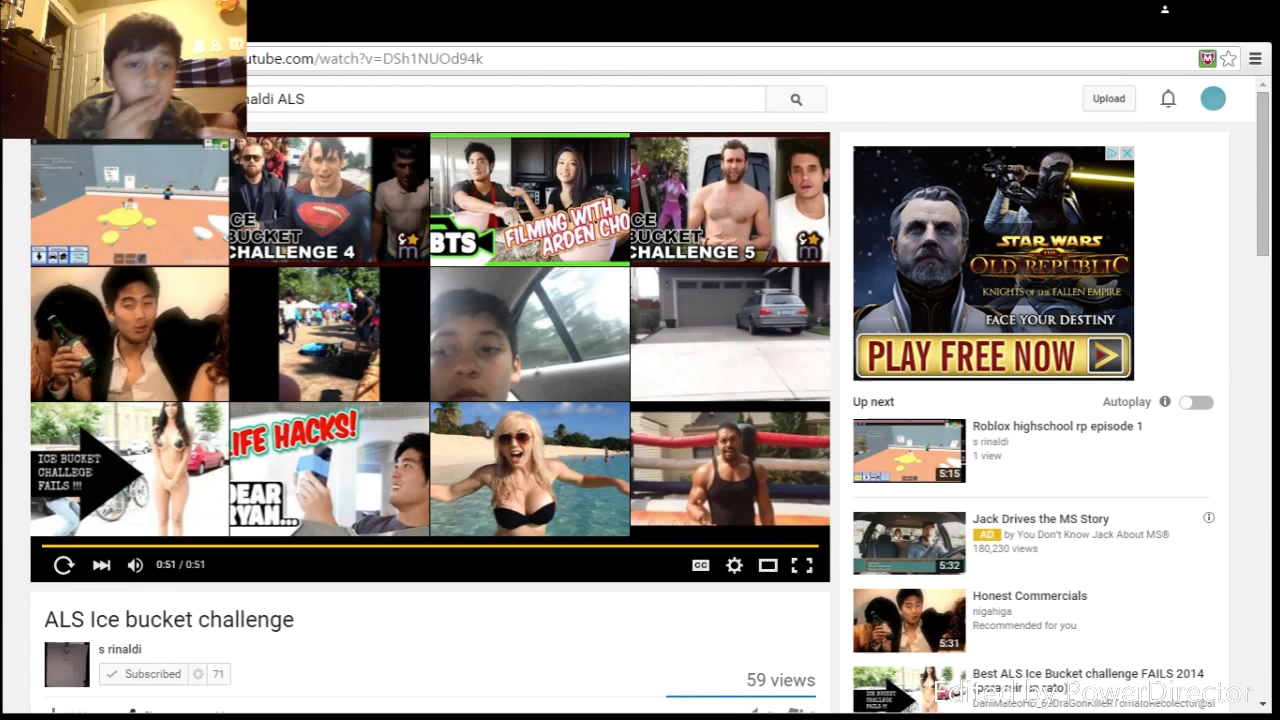 utube.com/watch?v=DSh1NUOd94k
naldi ALS
Upload
CE
BUCKET
CHALLENGE 4
BTS
FILMING WITH
ARDEN CHO
CE
BUCKET
CHALLENGE 5
ICE BUCKET
CHALLEGE
FAILS !!!
IFE HACKS!
DEAR
RYAN...
0:51 / 0:51
CC
STAR WARS
THE
OLD REPUBLIC
KNIGHTS OF THE FALLEN EMPIRE
FACE YOUR DESTINY
PLAY FREE NOW
Up next
Autoplay
Roblox highschool rp episode 1
s rinaldi
1 view
5:15
Jack Drives the MS Story
AD by You Don't Know Jack About MS®
180,230 views
5:32
Honest Commercials
nigahiga
Recommended for you
5:31
Best ALS Ice Bucket challenge FAILS 2014
ALS Ice bucket challenge
s rinaldi
Subscribed 71
59 views
Edited by PowerDirector